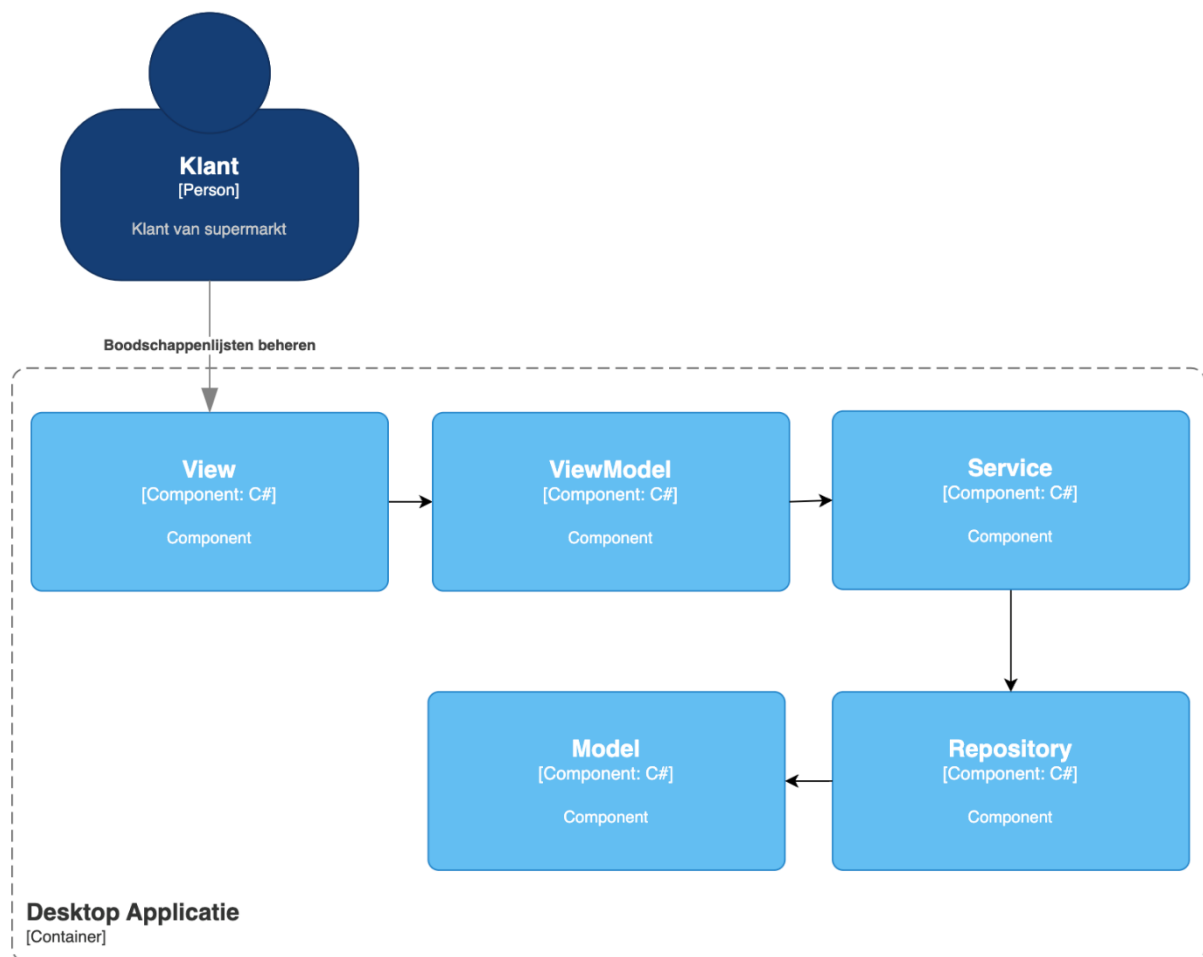 Klant
[Person]
Klant van supermarkt
Boodschappenlijsten beheren
View
[Component: C#]
Component
ViewModel
[Component: C#]
Component
Service
[Component: C#]
Component
Model
[Component: C#]
Component
Repository
[Component: C#]
Component
Desktop Applicatie
[Container]